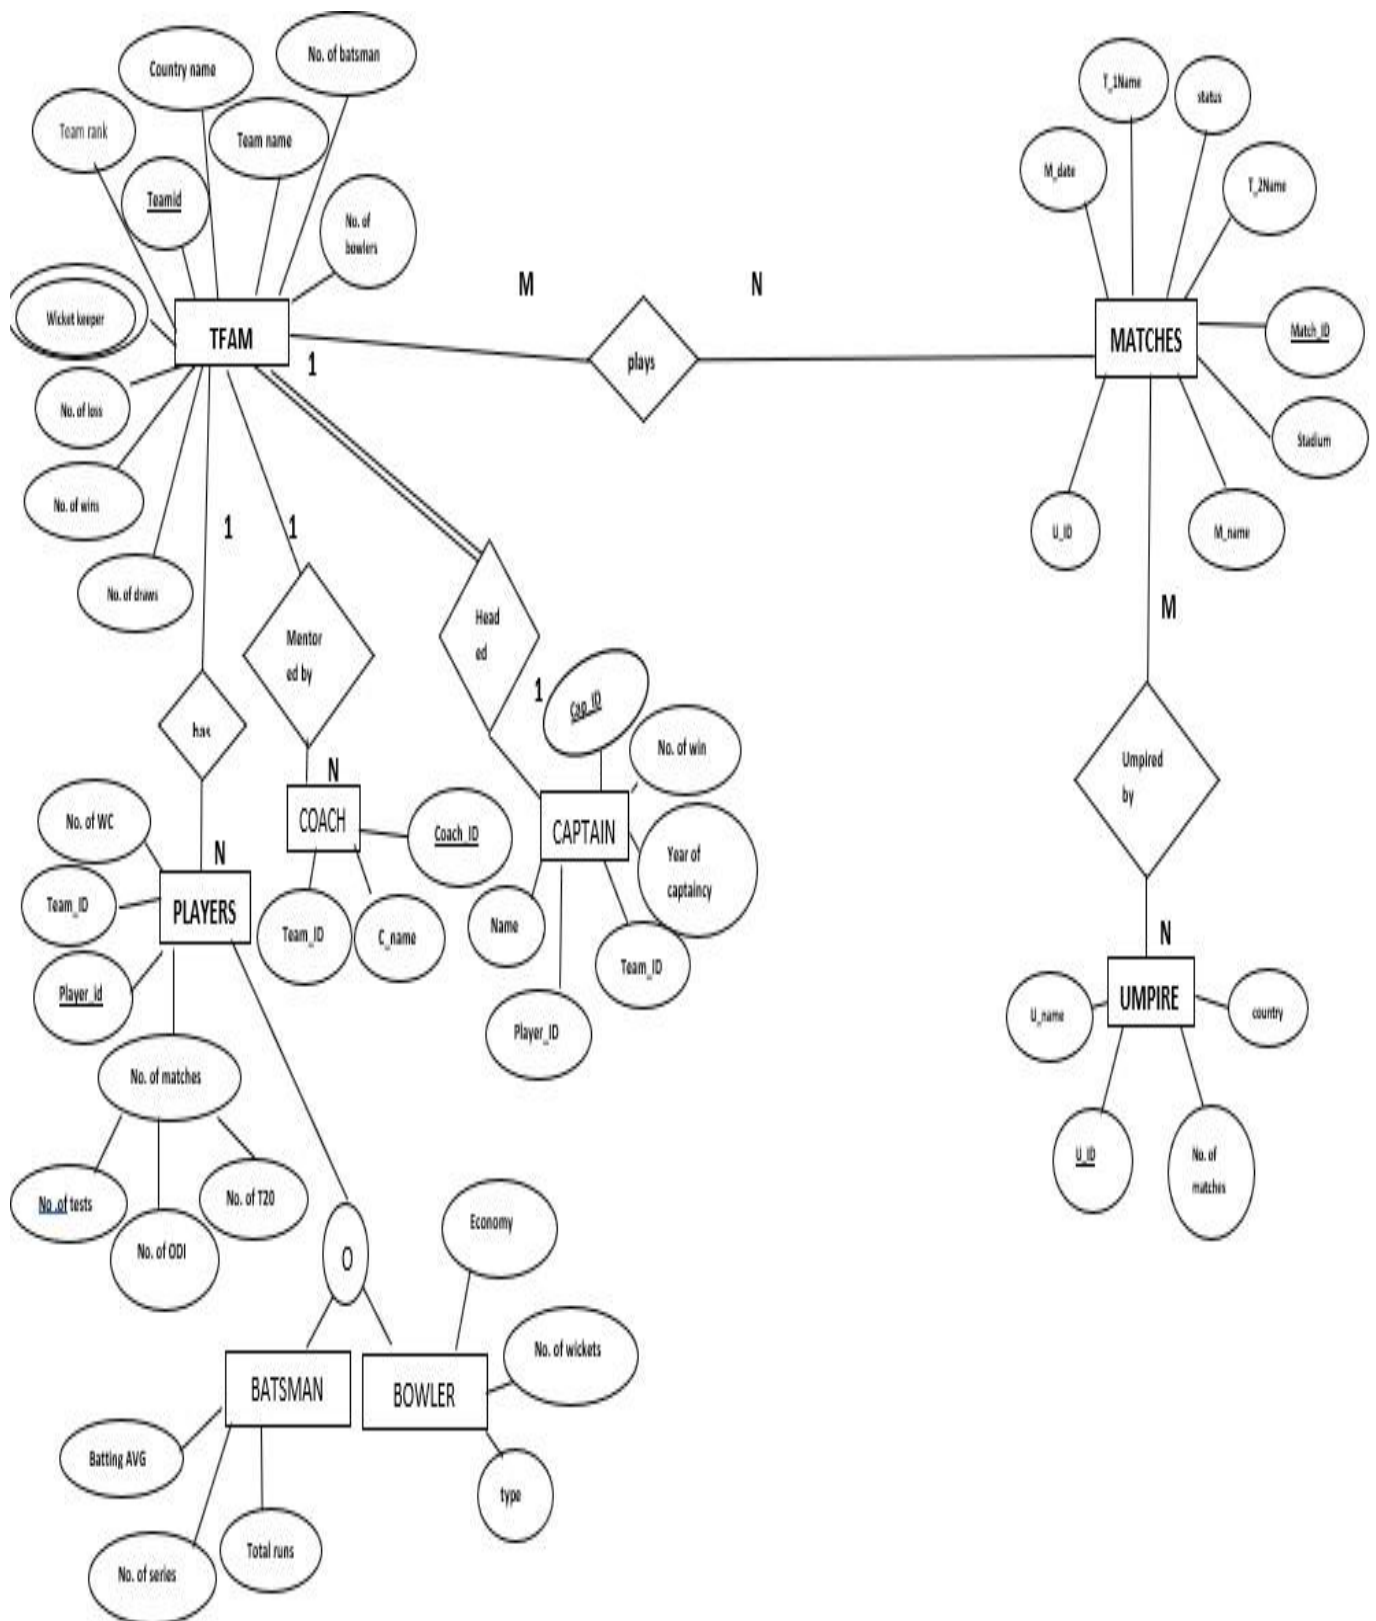 No. of batsman
Country name
Team name
Team rank
Teamid
No. of
bowlers
Wicket keeper
TEAM
No. of loss
No. of wins
No. of draws
1
M
N
plays
T_1Name
status
M_date
T_2Name
MATCHES
Match_ID
Stadium
U_ID
M_name
1
1
Mentor
ed by
Head
ed
1
has
N
N
M
Umpired
by
N
Cap_ID
No. of win
CAPTAIN
Year of
captaincy
Name
Team_ID
Player_ID
COACH
Coach_ID
Team_ID
C_name
No. of WC
Team_ID
PLAYERS
Player_id
No. of matches
No .of tests
No. of ODI
No. of T20
UMPIRE
U_name
country
U_ID
No. of
matches
O
Economy
No. of wickets
BATSMAN
BOWLER
Batting AVG
type
Total runs
No. of series